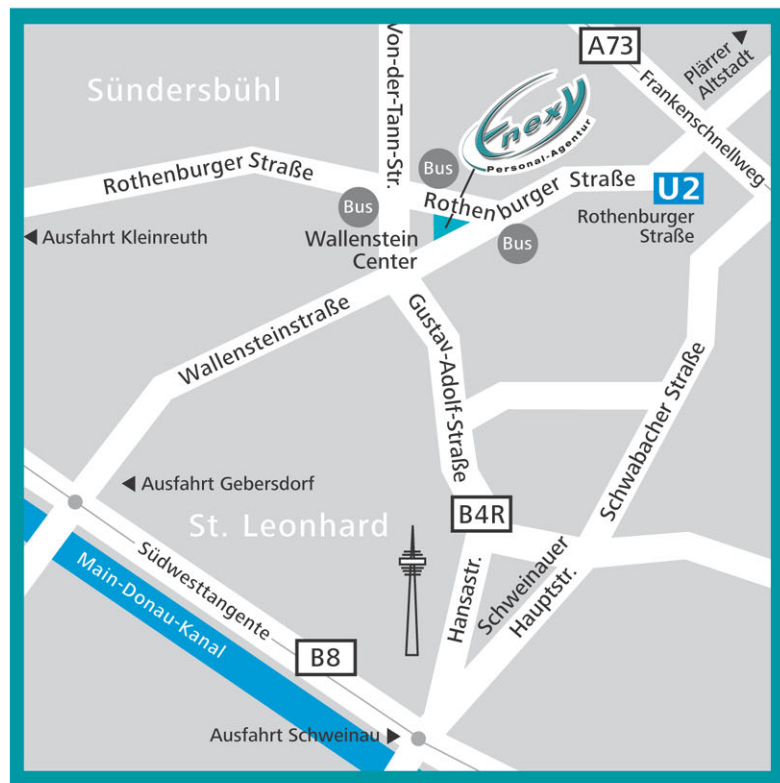 A73
Plärrer
Altstadt
Von-der-Tann-Str.
Sündersbühl
Frankenschnellweg
enexy
Personal-Agentur
Bus
Rothenburger Straße
Bus
Rothenburger Straße
U2
Rothenburger
Straße
Ausfahrt Kleinreuth
Wallenstein
Center
Bus
Wallensteinstraße
Gustav-Adolf-Straße
Schwabacher Straße
Ausfahrt Gebersdorf
St. Leonhard
B4R
Südwesttangente
Main-Donau-Kanal
Hansastr.
Schweinauer
Hauptstr.
B8
Ausfahrt Schweinau